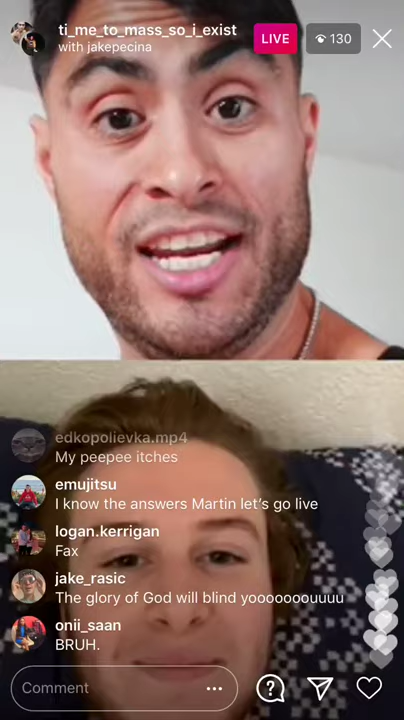 ti_me_to_mass_so_i_exist
with jakepecina
LIVE
130
edkopolievka.mp4
My peepee itches
emujitsu
I know the answers Martin let’s go live
logan.kerrigan
Fax
jake_rasic
The glory of God will blind yooooooouuuu
onii_saan
BRUH.
Comment